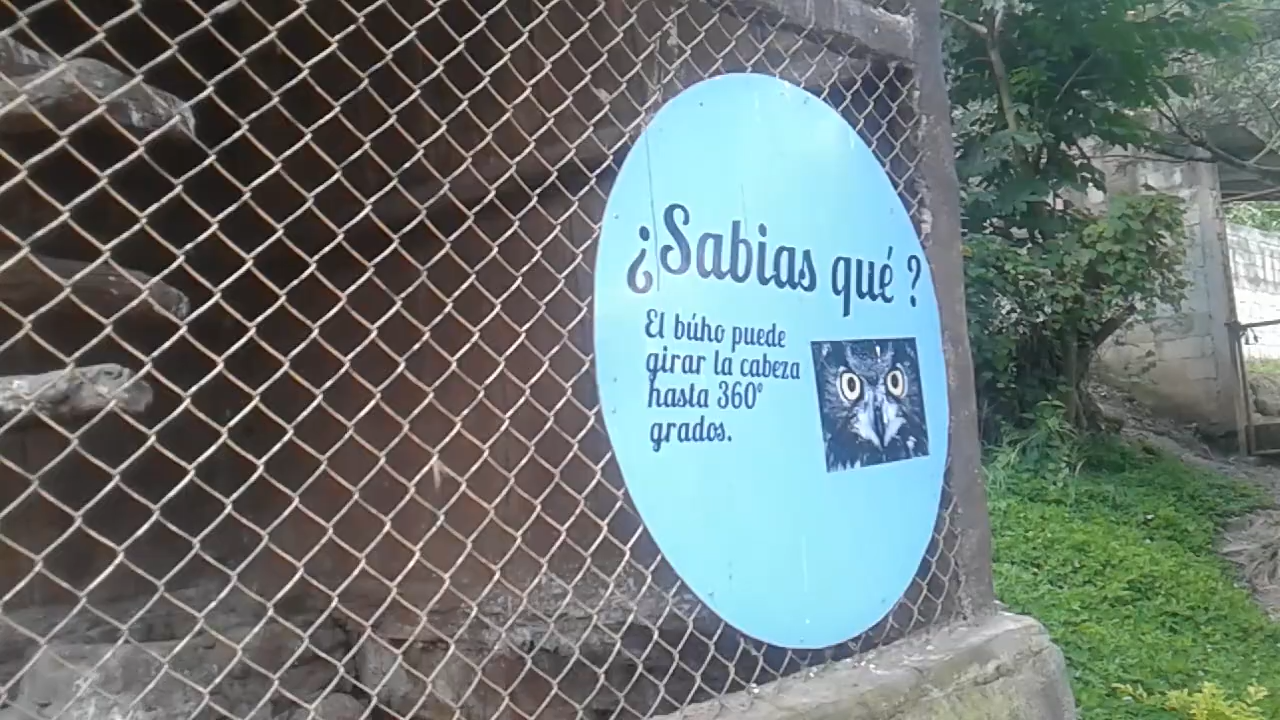 ¿Sabias qué ?
El búho puede
girar la cabeza
hasta 360°
grados.